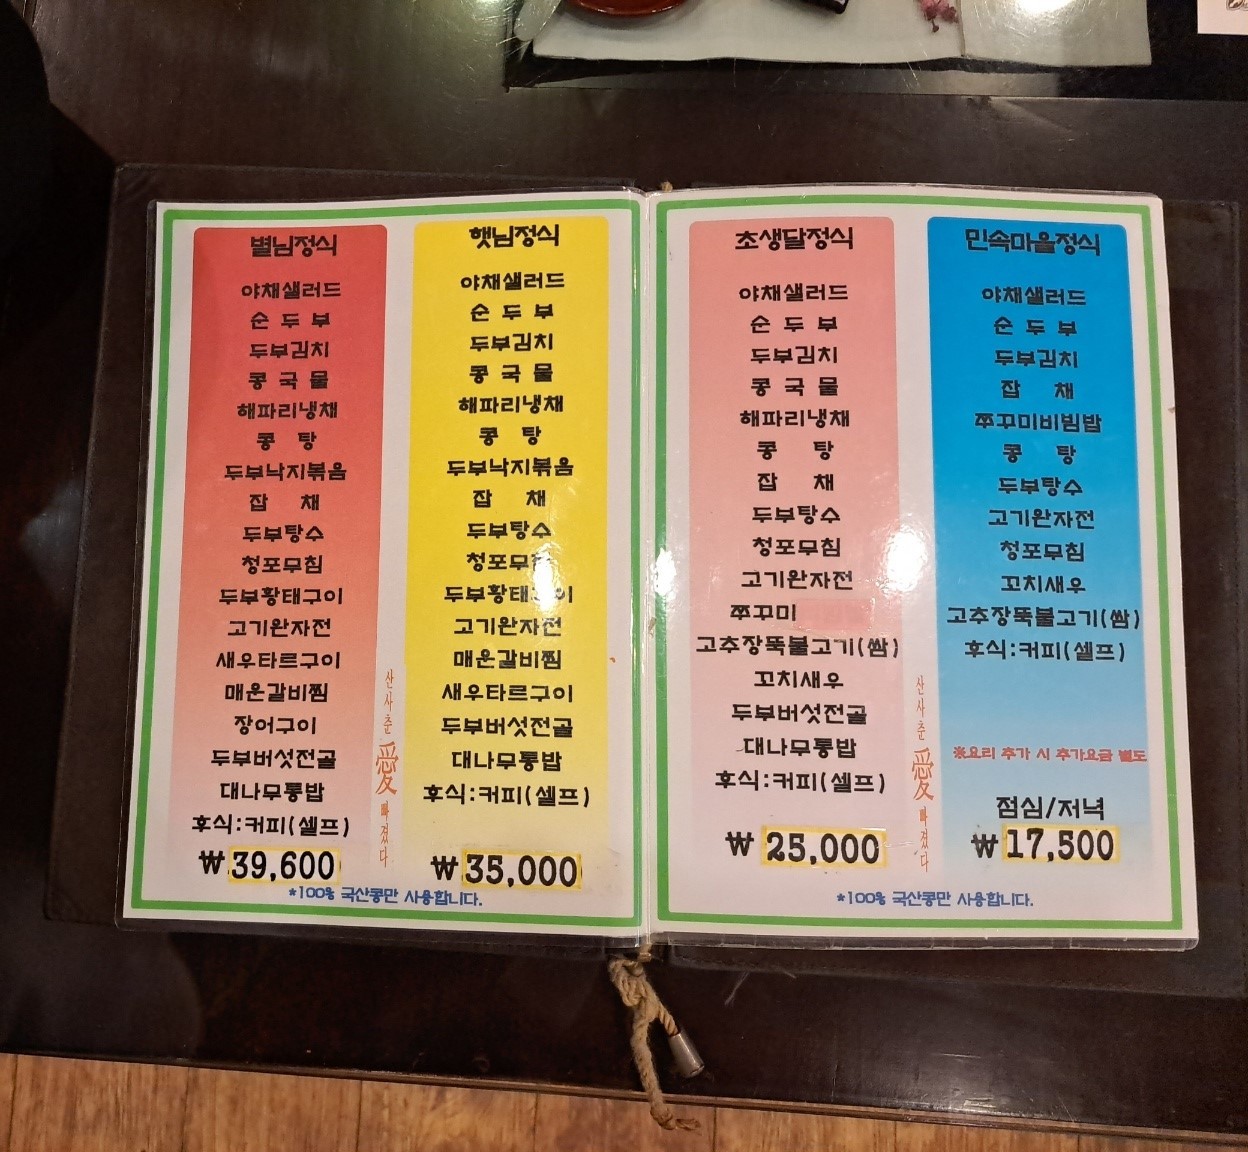 별님정식
야채샐러드
순 두 부
두부김치
콩 국 물
해파리냉채
콩 탕
두부낙지볶음
잡 채
두부탕수
청포무침
두부황태구이
고기완자전
새우타르구이
매운갈비찜
장어구이
두부버섯전골
대나무통밥
후식:커피(셀프)
₩39,600
햇님정식
야채샐러드
순 두 부
두부김치
콩 국 물
해파리냉채
콩 탕
두부낙지볶음
잡 채
두부탕수
청포무침
두부황태구이
고기완자전
매운갈비찜
새우타르구이
두부버섯전골
대나무통밥
후식:커피(셀프)
₩35,000
*100% 국산콩만 사용합니다.
산사춘 愛 빠졌다
초생달정식
야채샐러드
순 두 부
두부김치
콩 국 물
해파리냉채
콩 탕
잡 채
두부탕수
청포무침
고기완자전
쭈꾸미
고추장뚝불고기(쌈)
꼬치새우
두부버섯전골
대나무통밥
후식:커피(셀프)
₩25,000
산사춘 愛 빠졌다
민속마을정식
야채샐러드
순 두 부
두부김치
잡 채
쭈꾸미비빔밥
콩 탕
두부탕수
고기완자전
청포무침
꼬치새우
고추장뚝불고기(쌈)
후식:커피(셀프)
※요리 추가 시 추가요금 별도
점심/저녁
₩17,500
*100% 국산콩만 사용합니다.